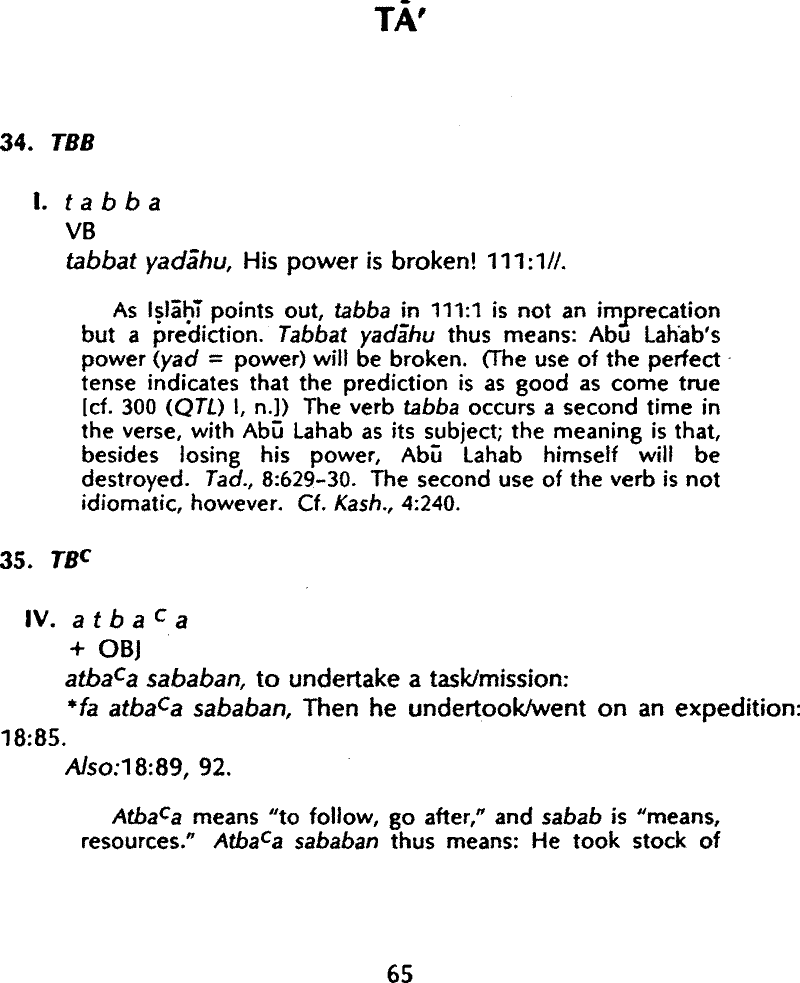 TĀ'
34. TBB
I. t a b b a
VB
tabbat yadāhu, His power is broken! 111:1//.
As Iṣlāḥī points out, tabba in 111:1 is not an imprecation
but a prediction. Tabbat yadāhu thus means: Abū Lahab's
power (yad = power) will be broken. (The use of the perfect
tense indicates that the prediction is as good as come true
[cf. 300 (QTL) I, n.]) The verb tabba occurs a second time in
the verse, with Abū Lahab as its subject; the meaning is that,
besides losing his power, Abū Lahab himself will be
destroyed. Tad., 8:629–30. The second use of the verb is not
idiomatic, however. Cf. Kash., 4:240.
35. TBᶜ
IV. a t b a ᶜ a
+ OBJ
atbaᶜa sababan, to undertake a task/mission:
*fa atbaᶜa sababan, Then he undertook/went on an expedition:
18:85.
Also:18:89, 92.
Atbaᶜa means "to follow, go after," and sabab is "means,
resources." Atbaᶜa sababan thus means: He took stock of
65